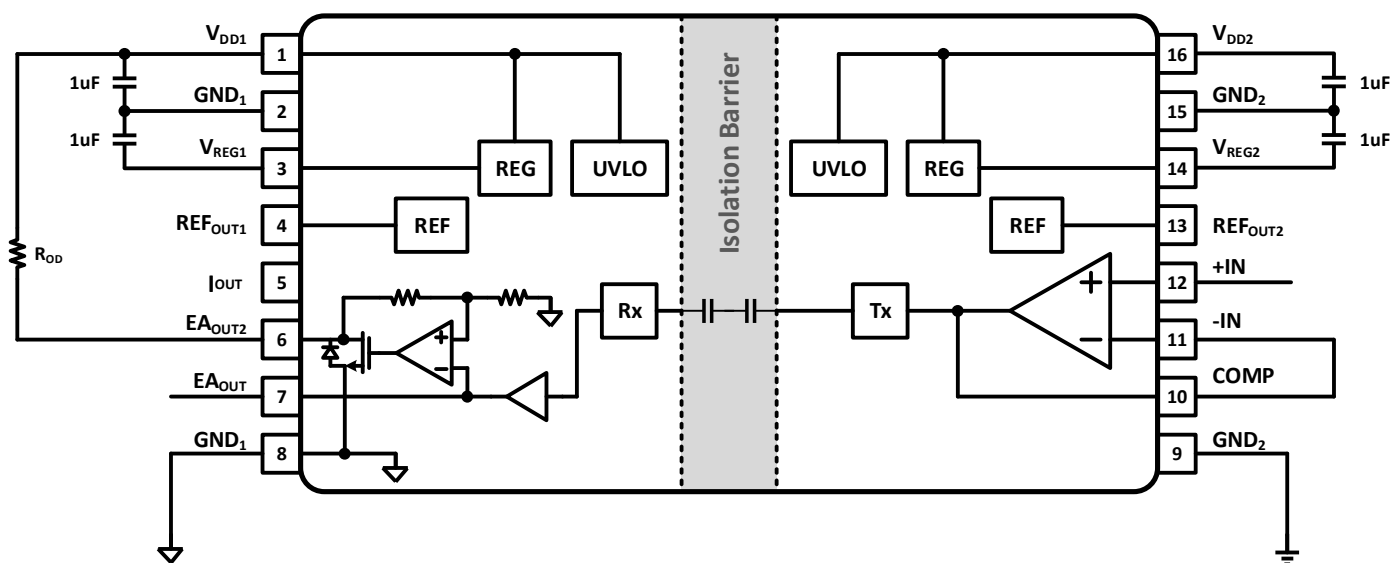 VDD1
1
1uF
GND1
2
1uF
VREG1
3
REG
UVLO
REFOUT1
4
REF
ROD
IOUT
5
EAOUT2
6
+
−
EAOUT
7
GND1
8
Rx
Isolation Barrier
Tx
UVLO
REG
REF
+
−
16
VDD2
1uF
15
GND2
1uF
14
VREG2
13
REFOUT2
12
+IN
11
-IN
10
COMP
9
GND2